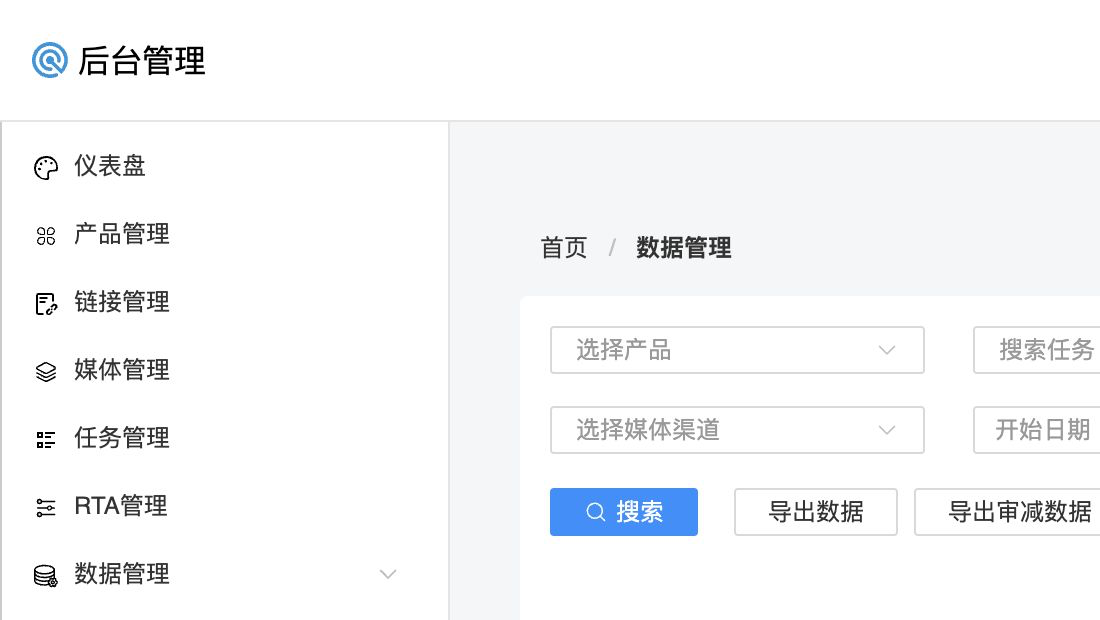 后台管理
仪表盘
产品管理
链接管理
媒体管理
任务管理
RTA管理
数据管理
首页 / 数据管理
选择产品
搜索任务
选择媒体渠道
开始日期
搜索
导出数据
导出审减数据